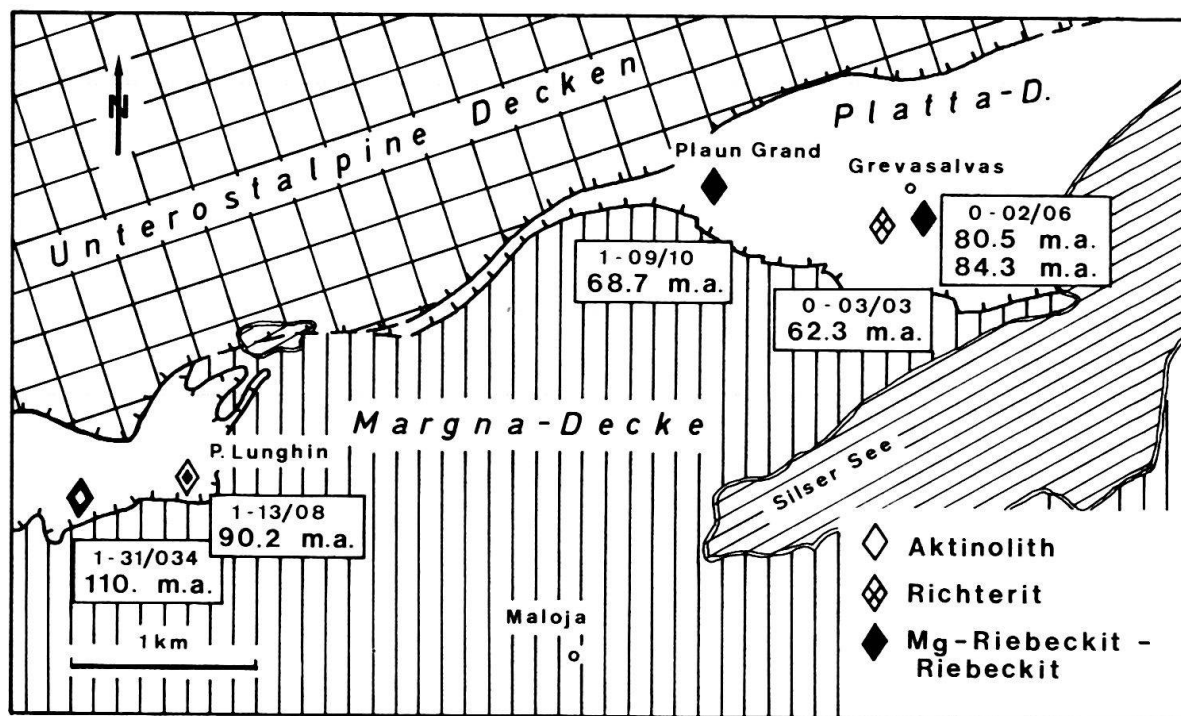 N
Unterostalpine Decken
Platta-D.
Plaun Grand
Grevasalvas
0-02/06
80.5 m.a.
84.3 m.a.
1-09/10
68.7 m.a.
0-03/03
62.3 m.a.
Margna-Decke
P. Lunghin
1-13/08
90.2 m.a.
1-31/034
110. m.a.
Silser See
Maloja
1km
Aktinolith
Richterit
Mg-Riebeckit-
Riebeckit